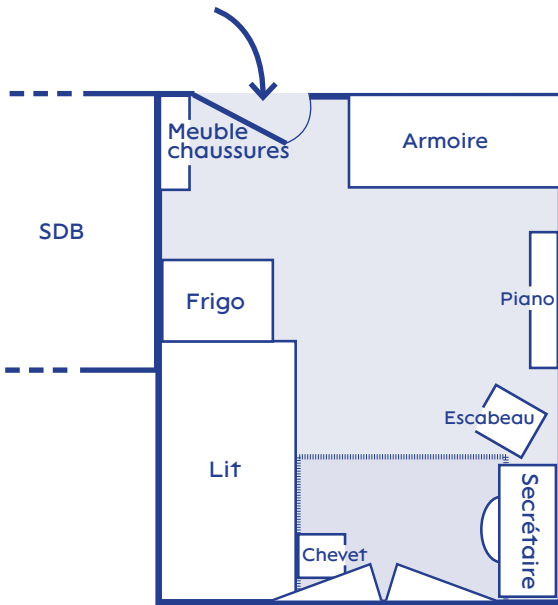 Meuble
chaussures
Armoire
SDB
Frigo
Piano
Escabeau
Lit
Secrétaire
Chevet